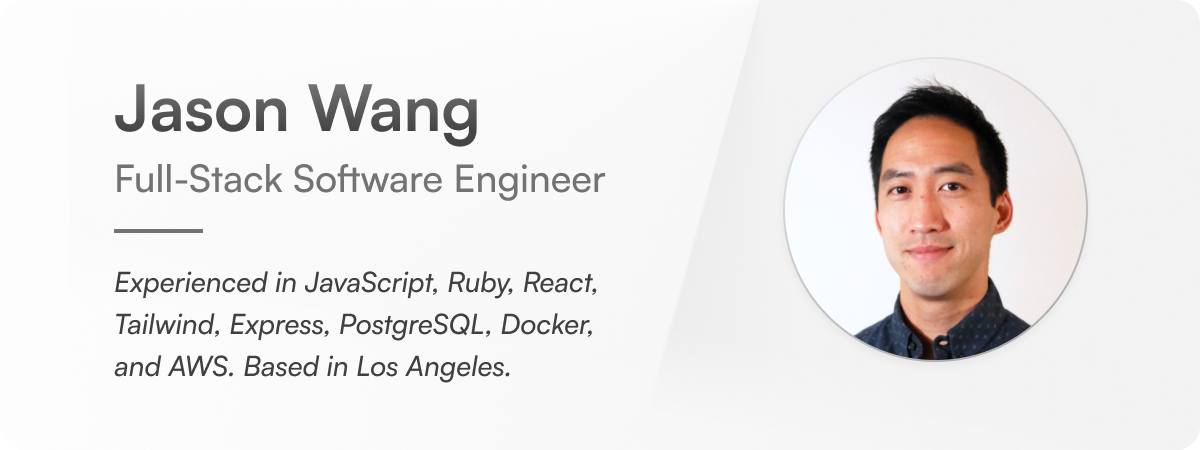 Jason Wang
Full-Stack Software Engineer
Experienced in JavaScript, Ruby, React,
Tailwind, Express, PostgreSQL, Docker,
and AWS. Based in Los Angeles.